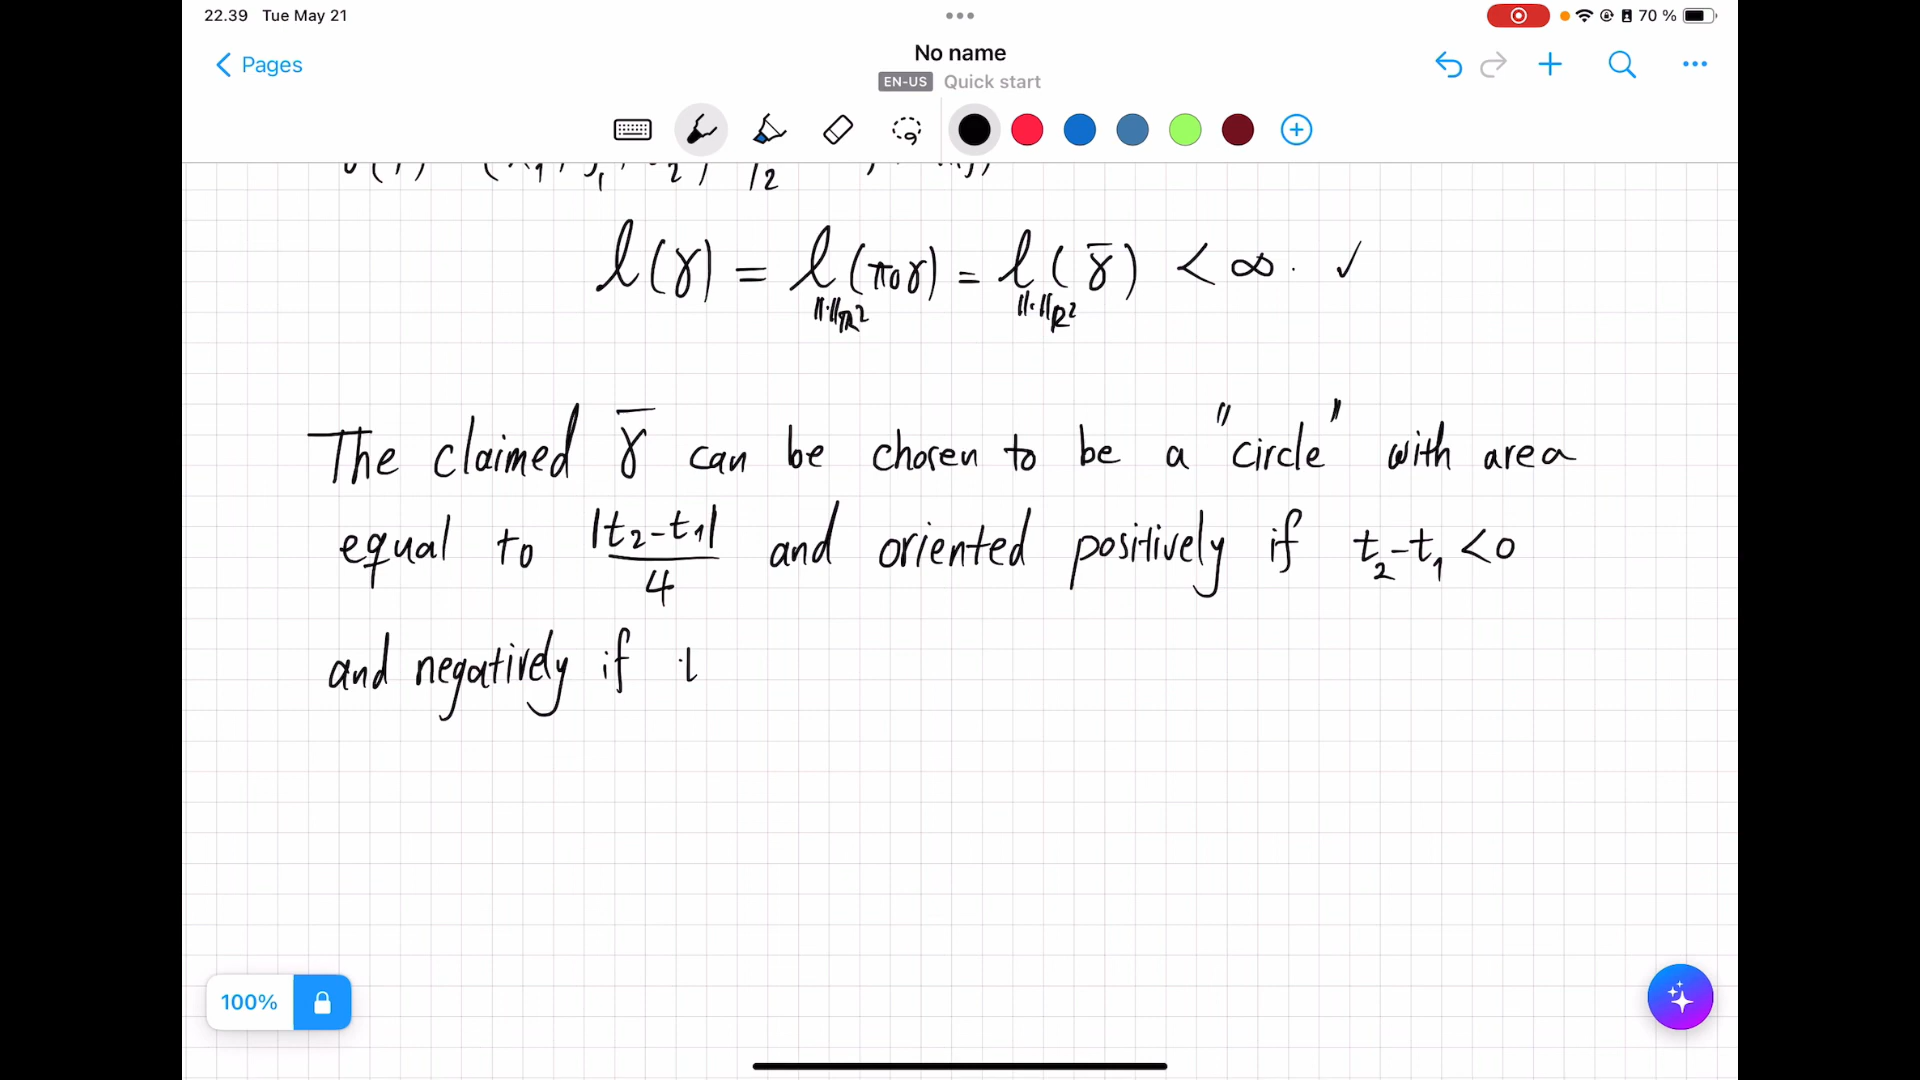 22.39 Tue May 21
70 %
No name
Pages
EN-US Quick start
l(γ) = l‖·‖ℝ²(π∘γ) = l‖·‖ℝ²(γ̄) < ∞. ✓
The claimed γ̄ can be chosen to be a "circle" with area
equal to |t₂-t₁|/4 and oriented positively if t₂-t₁ <0
and negatively if
100%